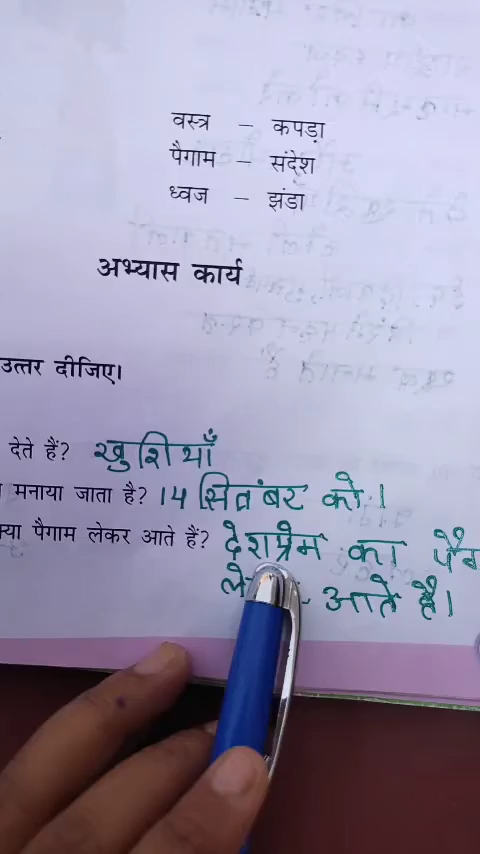 वस्त्र – कपड़ा
पैगाम – संदेश
ध्वज – झंडा
अभ्यास कार्य
उत्तर दीजिए।
देते हैं? खुशियाँ
मनाया जाता है? 14 सितंबर को।
क्या पैगाम लेकर आते हैं? देशप्रेम का
आते है।